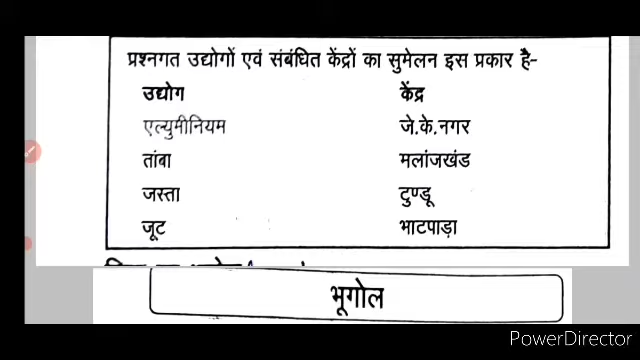 प्रश्नगत उद्योगों एवं संबंधित केंद्रों का सुमेलन इस प्रकार है-
उद्योग केंद्र
एल्युमीनियम जे.के.नगर
तांबा मलांजखंड
जस्ता टुण्डू
जूट भाटपाड़ा
भूगोल
PowerDirector